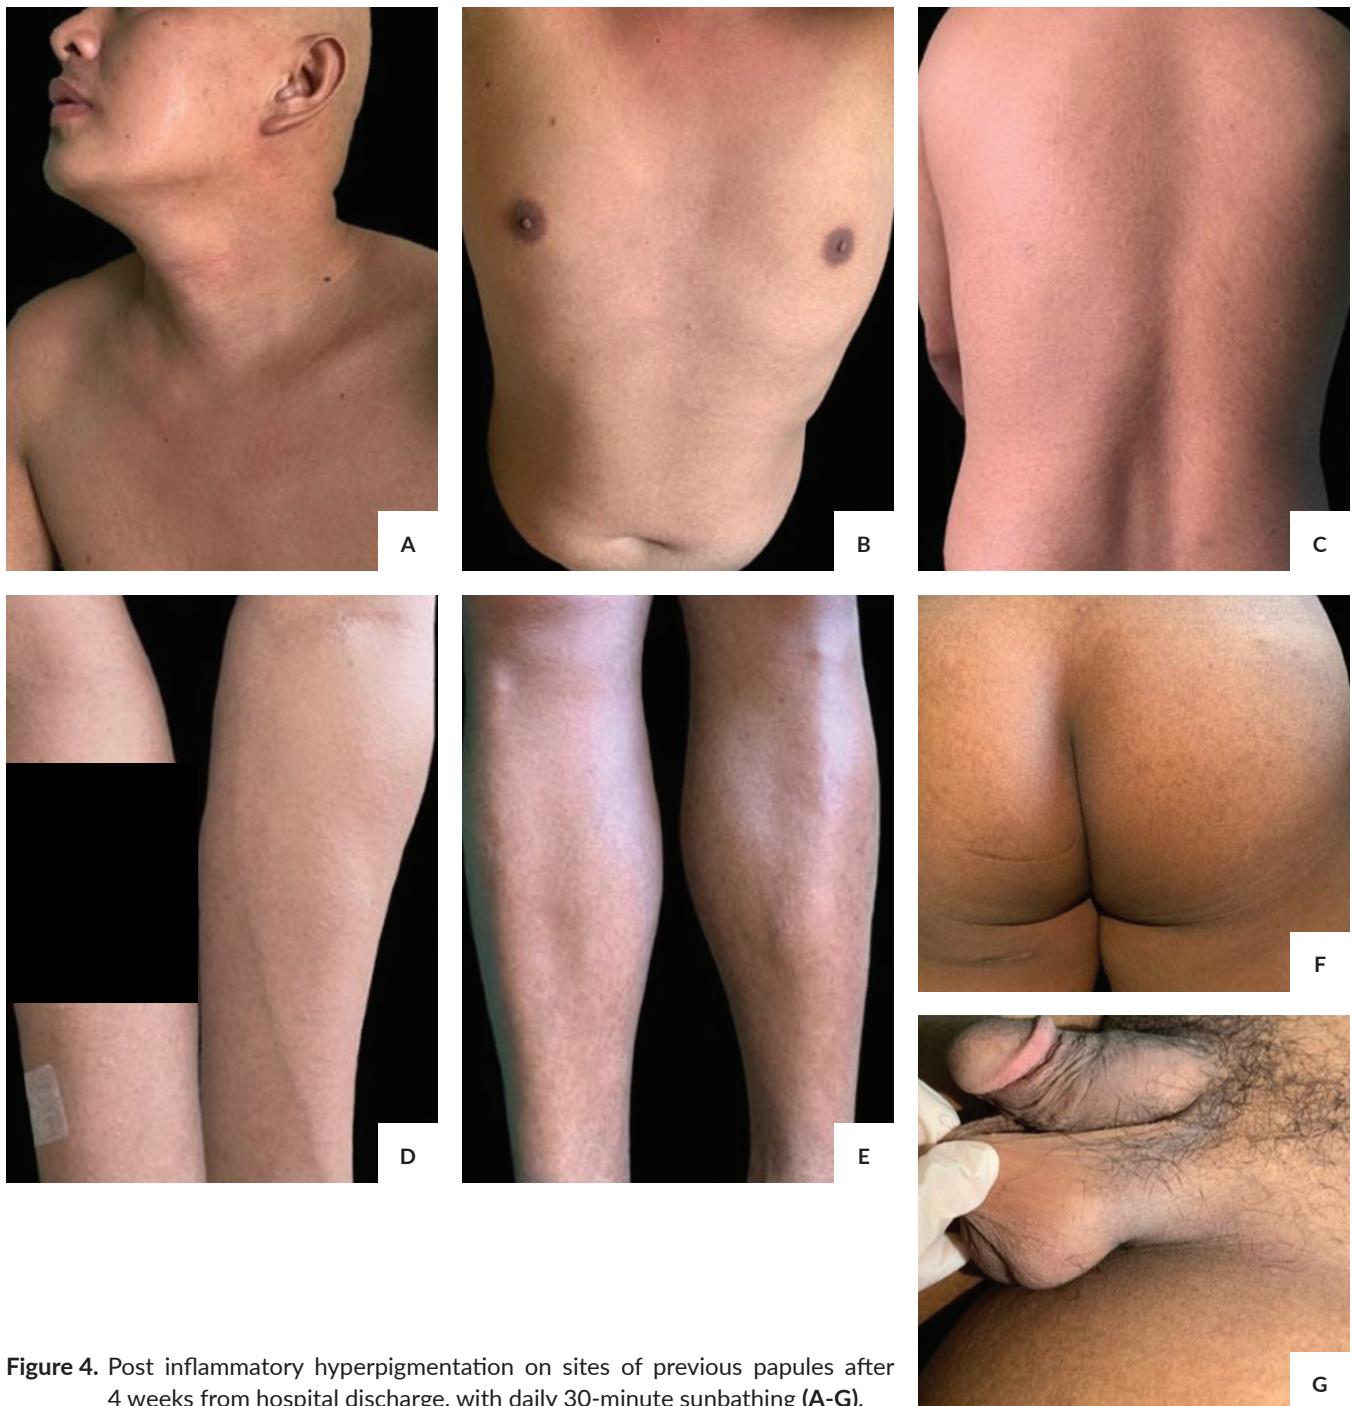 A
B
C
D
E
F
G
Figure 4. Post inflammatory hyperpigmentation on sites of previous papules after
4 weeks from hospital discharge, with daily 30-minute sunbathing (A-G).